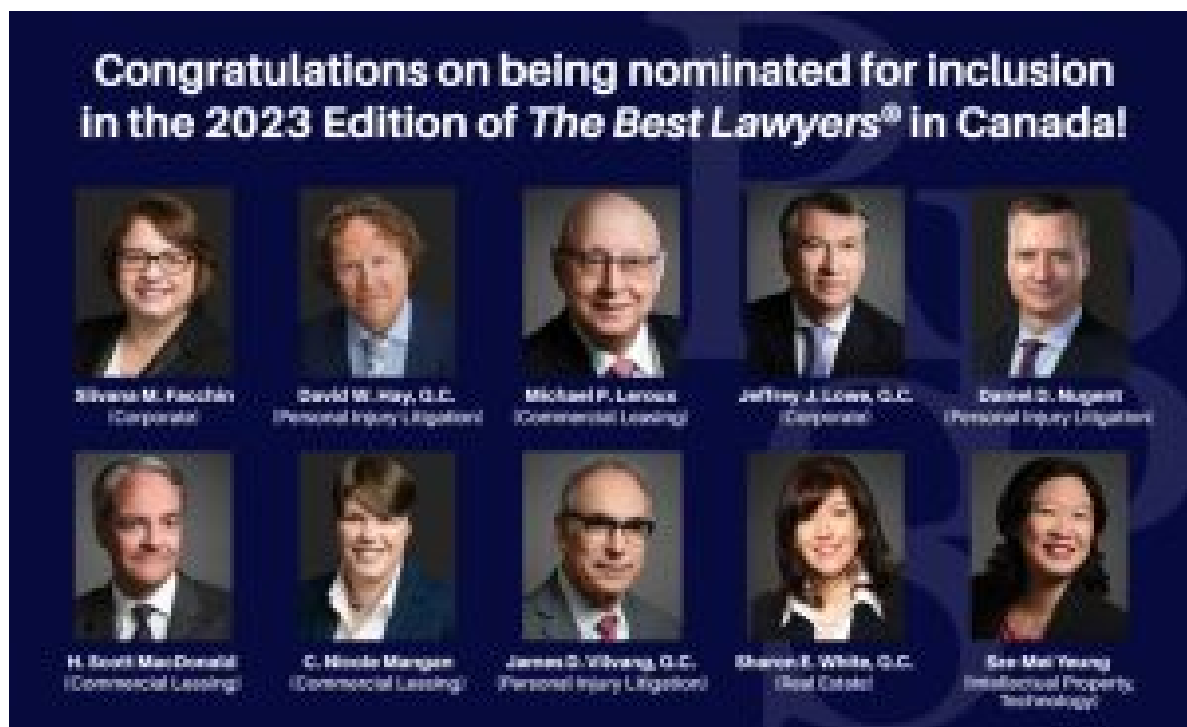 Congratulations on being nominated for inclusion
in the 2023 Edition of The Best Lawyers® in Canada!
Silvana M. Facchin
David W. Hay, Q.C.
Michael P. Leroux
Jeffrey J. Lowe, Q.C.
Daniel D. Nugent
(Corporate)
(Personal Injury Litigation)
(Commercial Leasing)
(Corporate)
(Personal Injury Litigation)
H. Scott MacDonald
C. Nicole Mangan
James D. Vilvang, Q.C.
Sharon E. White, Q.C.
See Mei Yeung
(Commercial Leasing)
(Commercial Leasing)
(Personal Injury Litigation)
(Real Estate)
(Intellectual Property,
Technology)